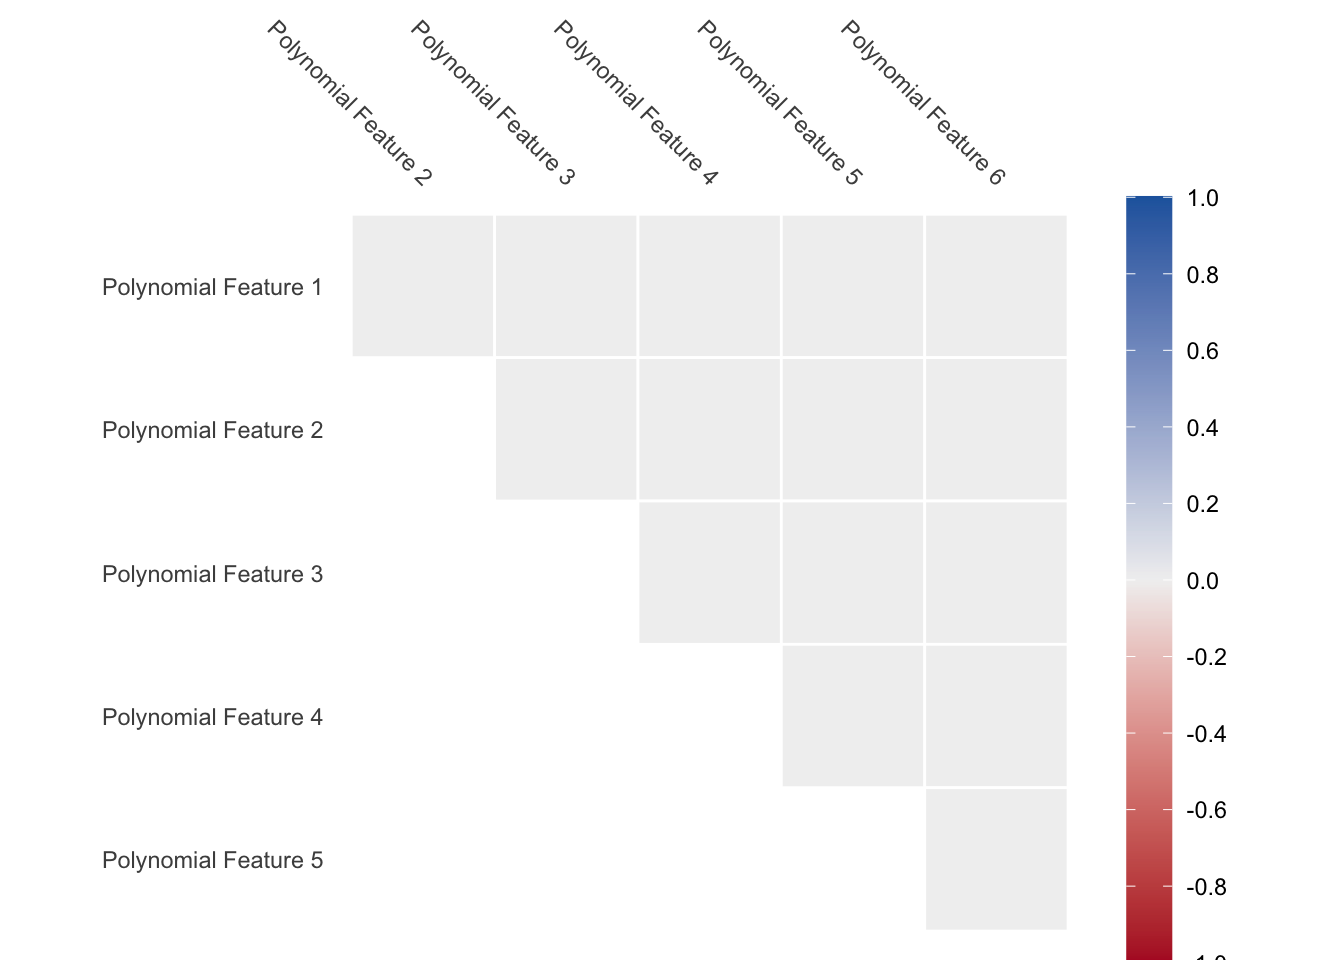 Polynomial Feature 2
Polynomial Feature 3
Polynomial Feature 4
Polynomial Feature 5
Polynomial Feature 6
Polynomial Feature 1
Polynomial Feature 2
Polynomial Feature 3
Polynomial Feature 4
Polynomial Feature 5
1.0
0.8
0.6
0.4
0.2
0.0
-0.2
-0.4
-0.6
-0.8
-1.0